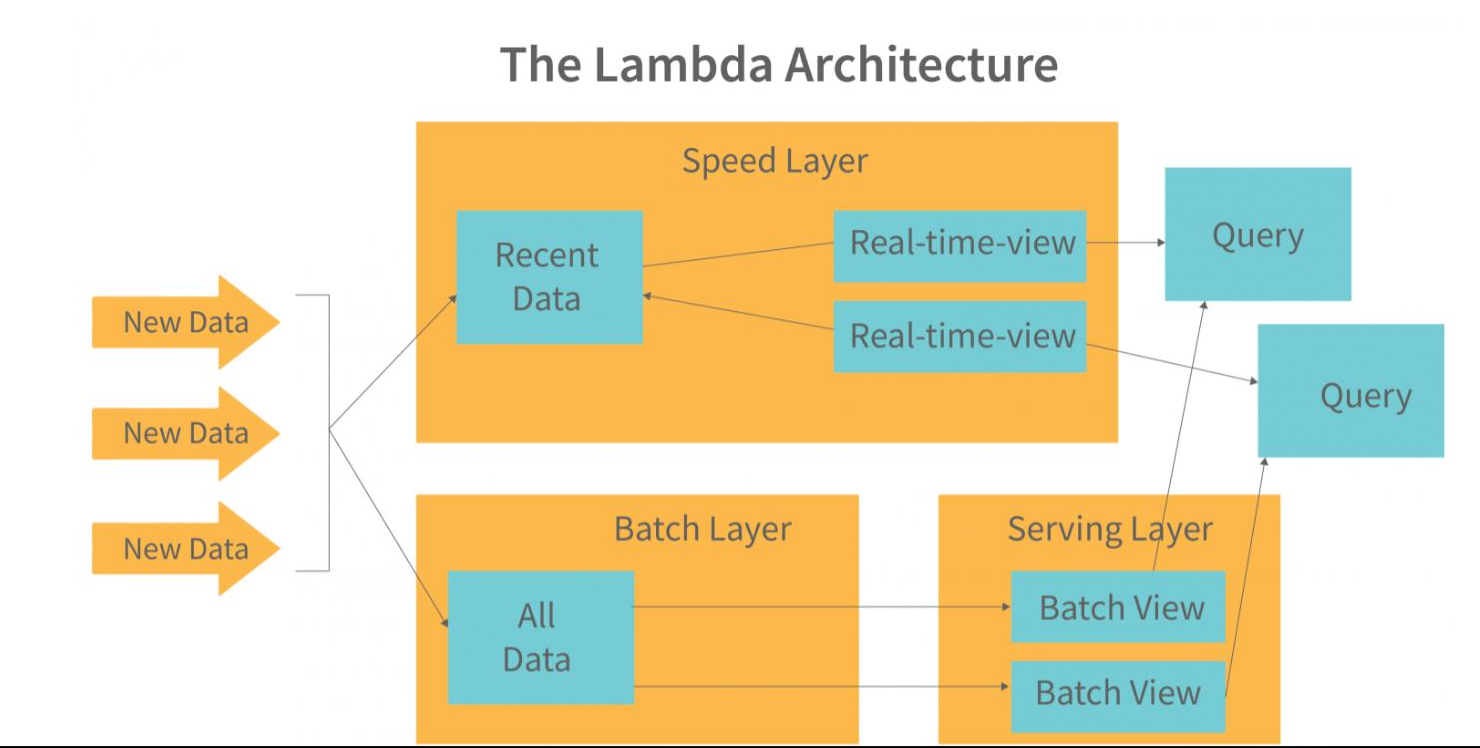 The Lambda Architecture
Speed Layer
Recent
Data
Real-time-view
Real-time-view
Query
Query
New Data
New Data
New Data
Batch Layer
All
Data
Serving Layer
Batch View
Batch View